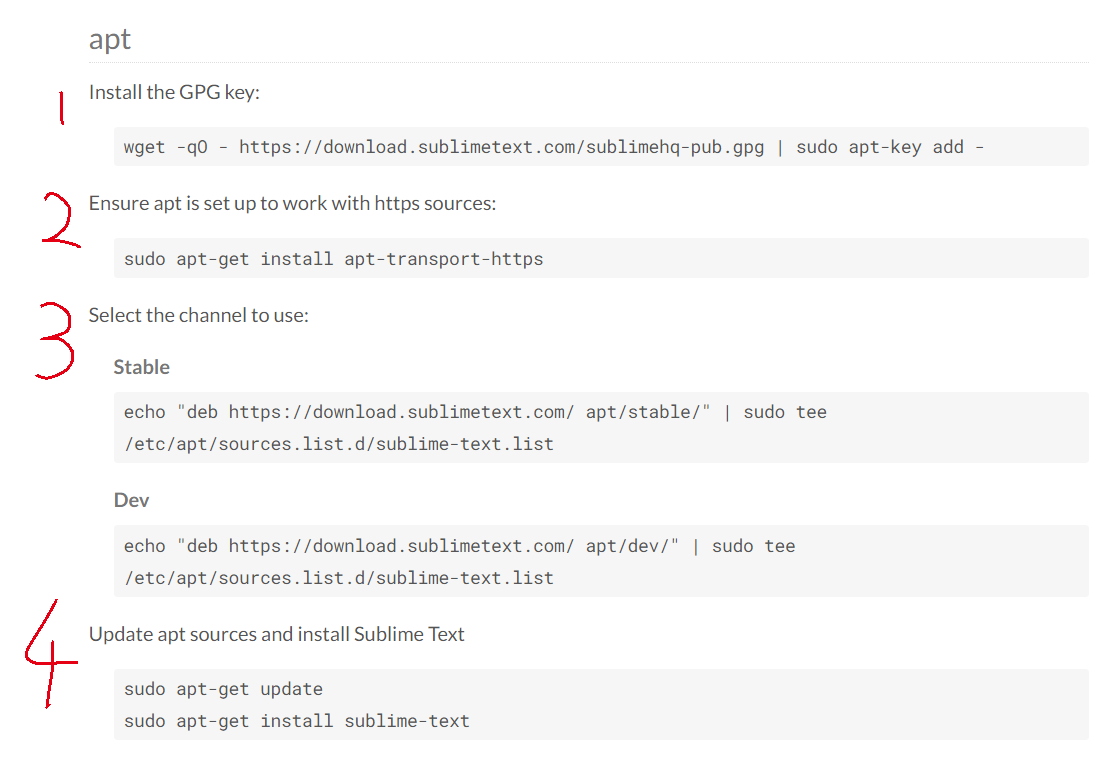 apt
1
Install the GPG key:
wget -qO - https://download.sublimetext.com/sublimehq-pub.gpg | sudo apt-key add -
2
Ensure apt is set up to work with https sources:
sudo apt-get install apt-transport-https
3
Select the channel to use:
Stable
echo "deb https://download.sublimetext.com/ apt/stable/" | sudo tee
/etc/apt/sources.list.d/sublime-text.list
Dev
echo "deb https://download.sublimetext.com/ apt/dev/" | sudo tee
/etc/apt/sources.list.d/sublime-text.list
4
Update apt sources and install Sublime Text
sudo apt-get update
sudo apt-get install sublime-text